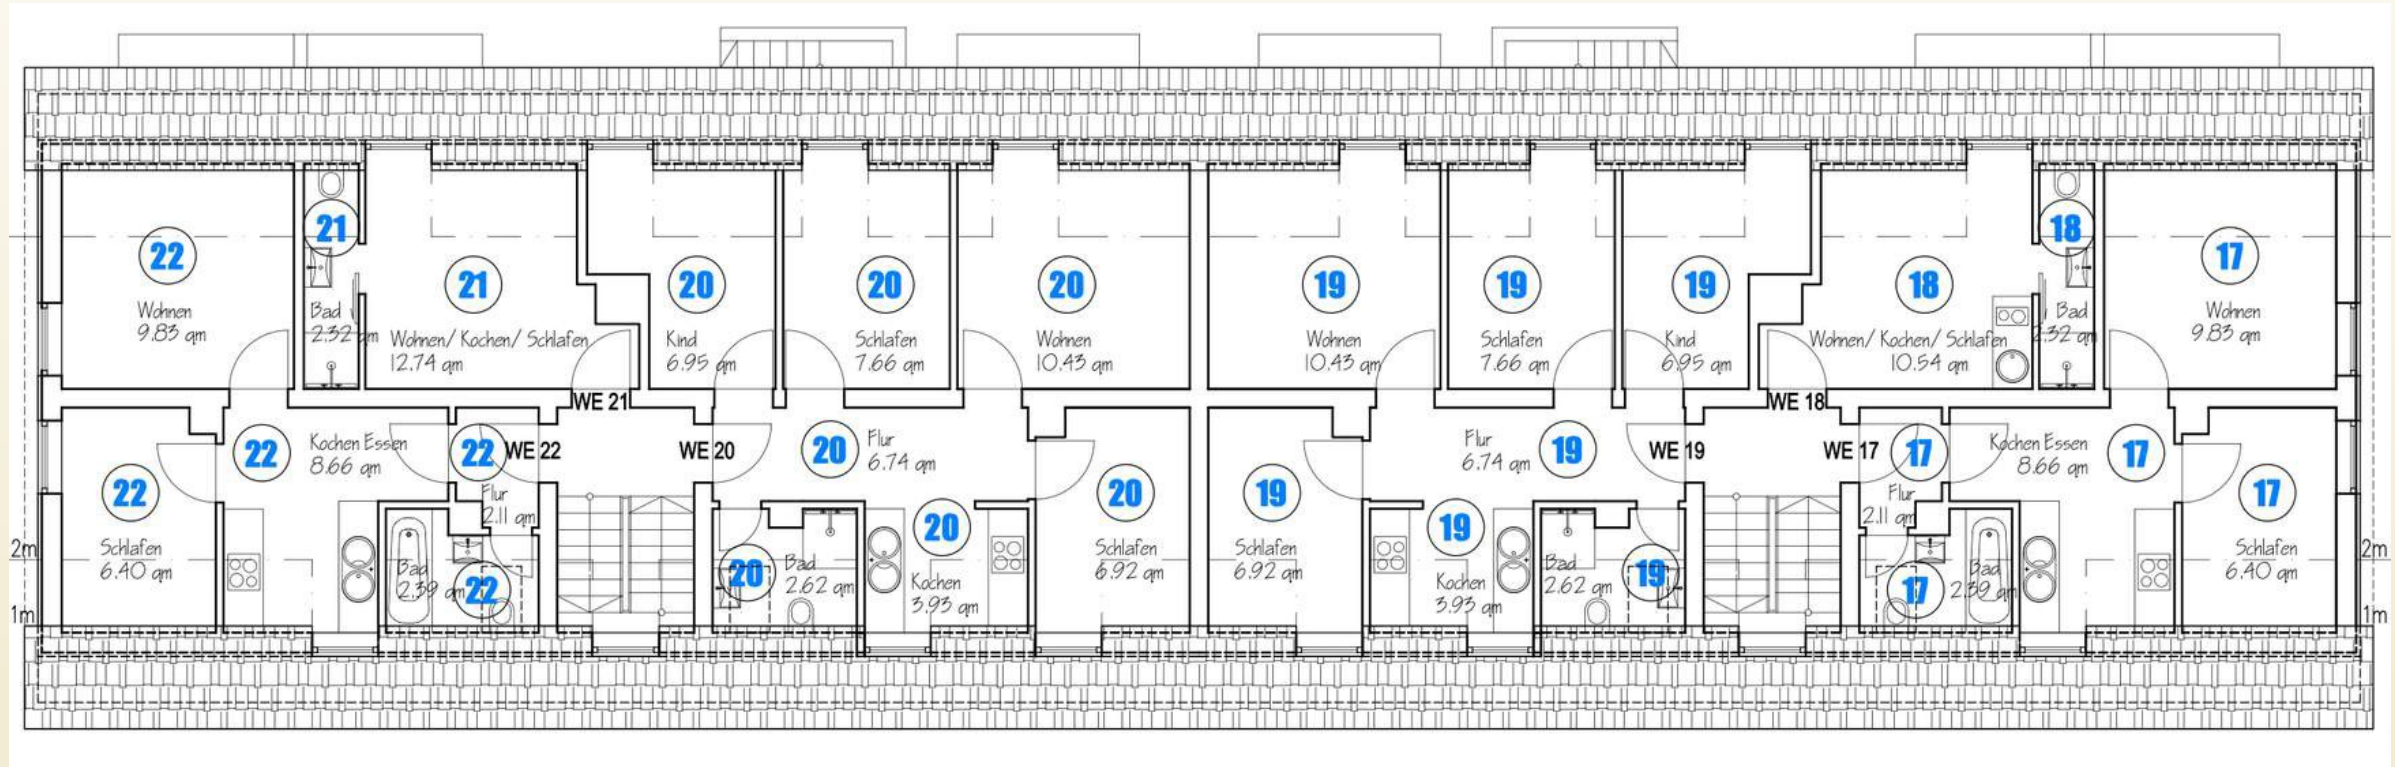 22
Wohnen
9.83 qm
21
Bad
2.32 qm
21
Wohnen/ Kochen/ Schlafen
12.74 qm
20
Kind
6.95 qm
20
Schlafen
7.66 qm
20
Wohnen
10.43 qm
19
Wohnen
10.43 qm
19
Schlafen
7.66 qm
19
Kind
6.95 qm
18
Wohnen/ Kochen/ Schlafen
10.54 qm
18
Bad
2.32 qm
17
Wohnen
9.83 qm
WE 21
WE 18
22
Schlafen
6.40 qm
22
Kochen Essen
8.66 qm
22
WE 22
Flur
2.11 qm
Bad
2.39 qm
22
WE 20
20
Flur
6.74 qm
20
Bad
2.62 qm
20
Kochen
3.93 qm
20
Schlafen
6.92 qm
19
Schlafen
6.92 qm
Flur
6.74 qm
19
19
Kochen
3.93 qm
Bad
2.62 qm
19
WE 19
WE 17
17
Flur
2.11 qm
17
Bad
2.39 qm
Kochen Essen
8.66 qm
17
17
Schlafen
6.40 qm
2m
1m
2m
1m